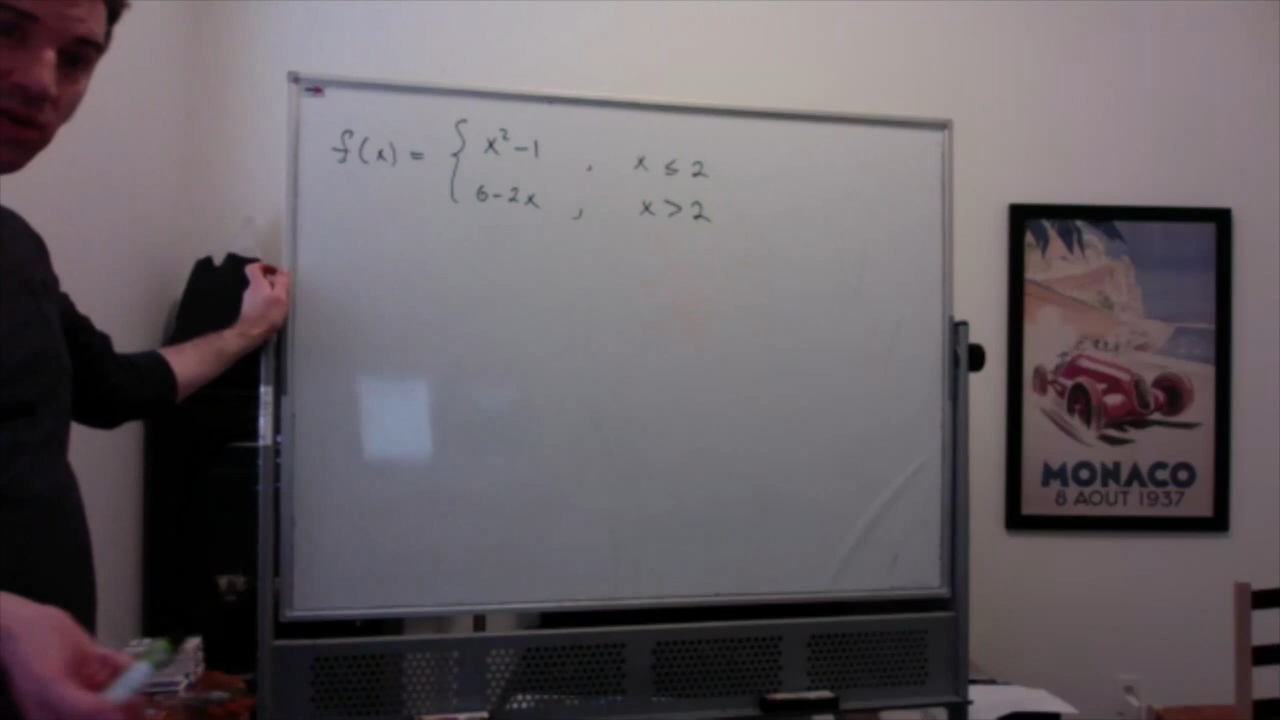 f(x) = { x² - 1 , x ≤ 2
6 - 2x , x > 2
MONACO
8 AOUT 1937